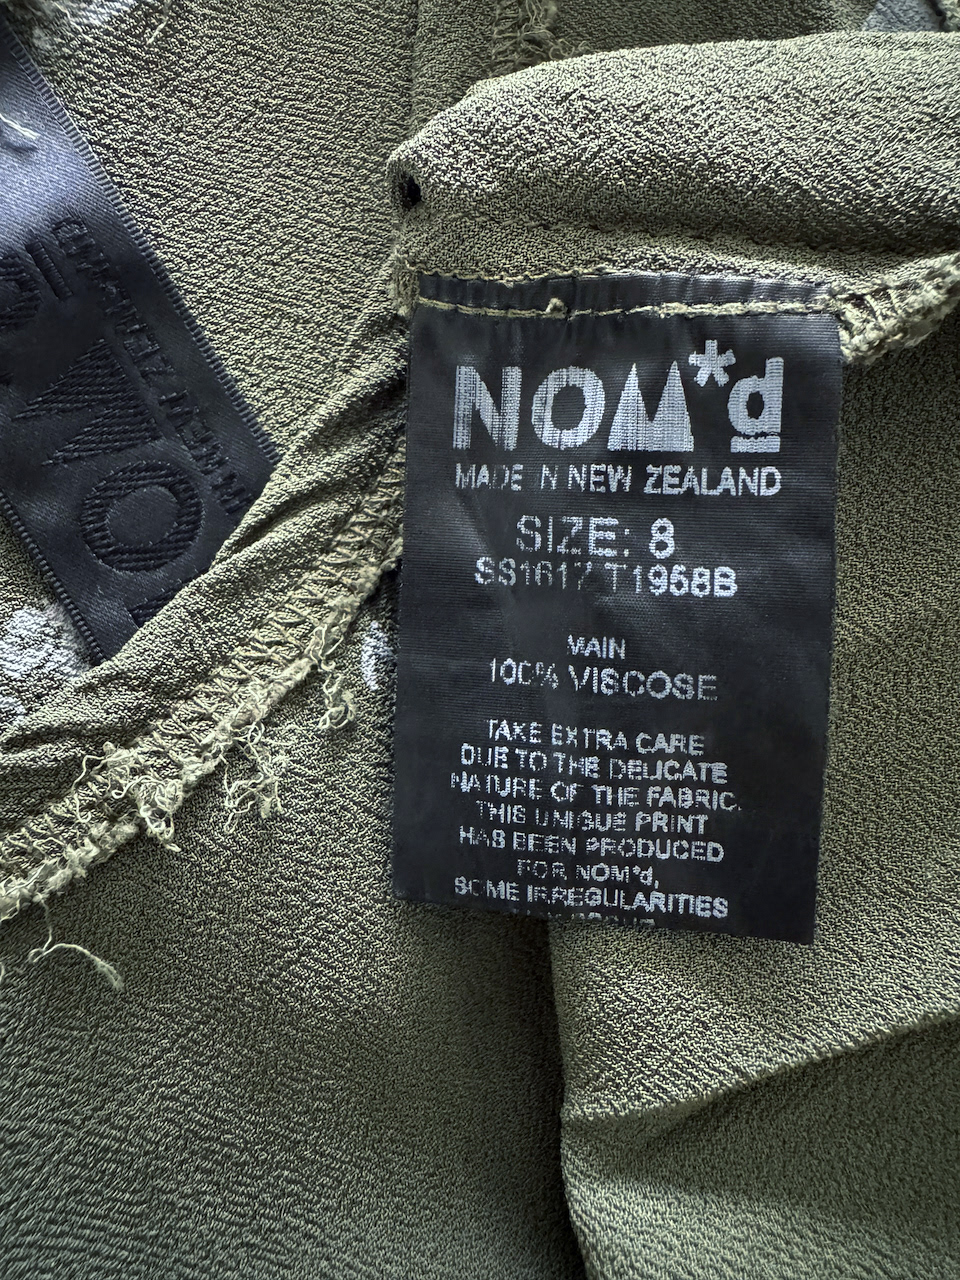 NOM*d
MADE IN NEW ZEALAND
SIZE: 8
SS1617 T1958B
MAIN
100% VISCOSE
TAKE EXTRA CARE
DUE TO THE DELICATE
NATURE OF THE FABRIC.
THIS UNIQUE PRINT
HAS BEEN PRODUCED
FOR NOM*d,
SOME IRREGULARITIES